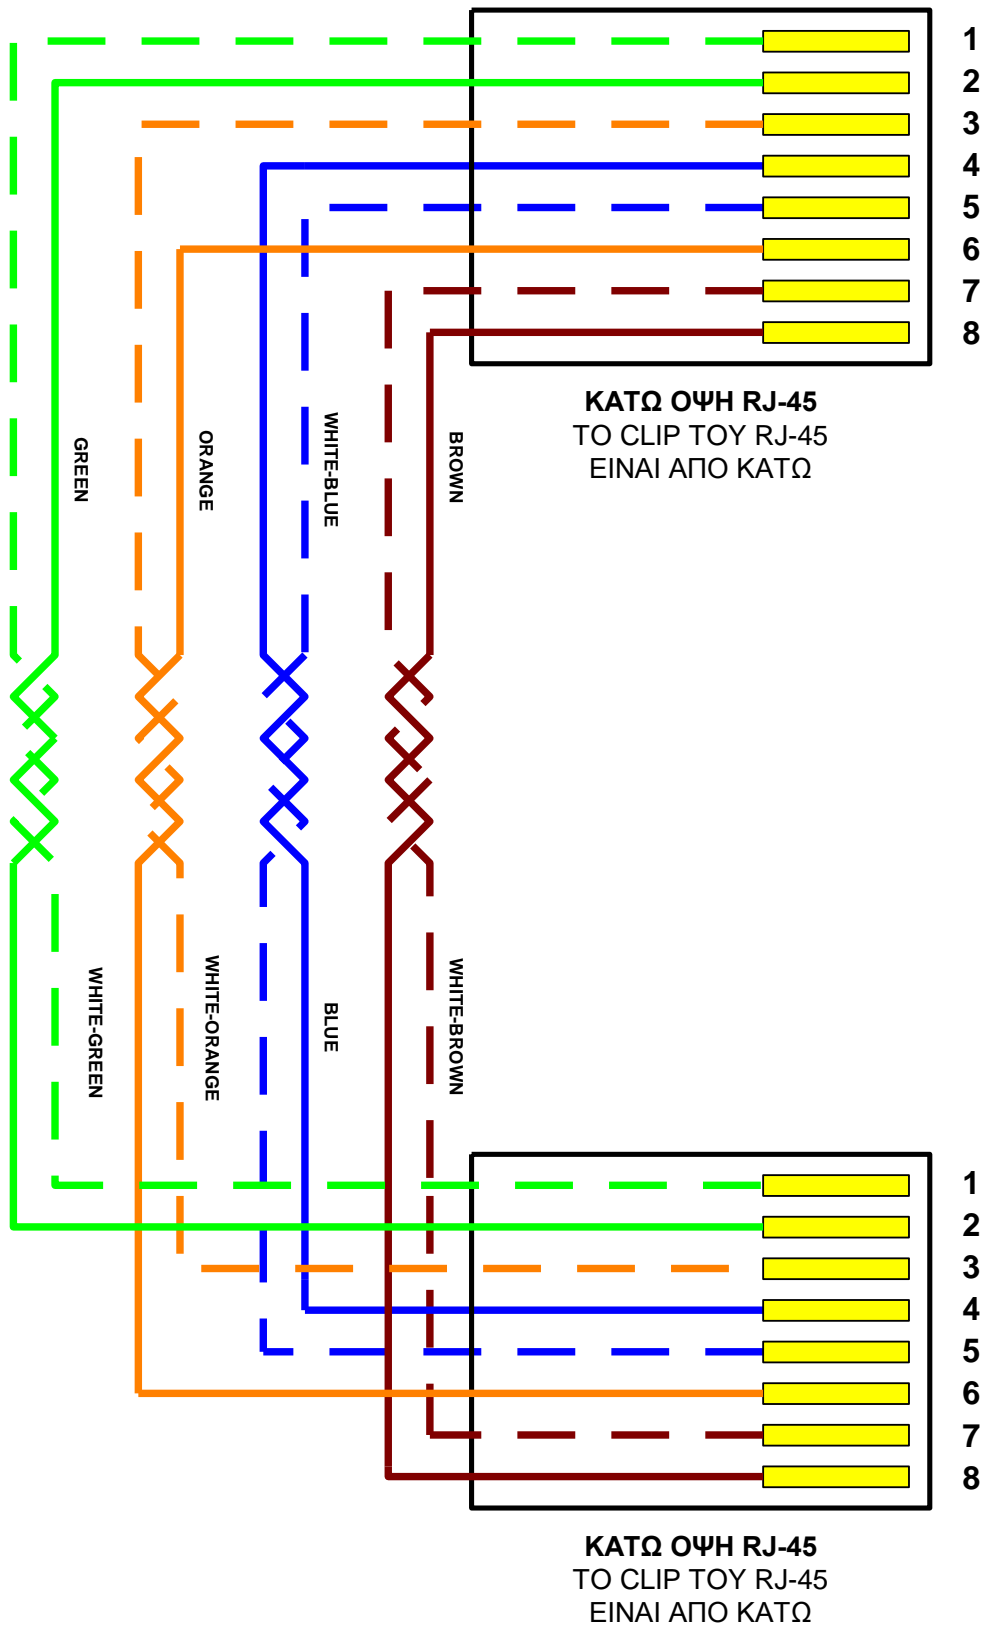 1
2
3
4
5
6
7
8
ΚΑΤΩ ΟΨΗ RJ-45
ΤΟ CLIP ΤΟΥ RJ-45
ΕΙΝΑΙ ΑΠΟ ΚΑΤΩ
GREEN
ORANGE
WHITE-BLUE
BROWN
WHITE-GREEN
WHITE-ORANGE
BLUE
WHITE-BROWN
1
2
3
4
5
6
7
8
ΚΑΤΩ ΟΨΗ RJ-45
ΤΟ CLIP ΤΟΥ RJ-45
ΕΙΝΑΙ ΑΠΟ ΚΑΤΩ